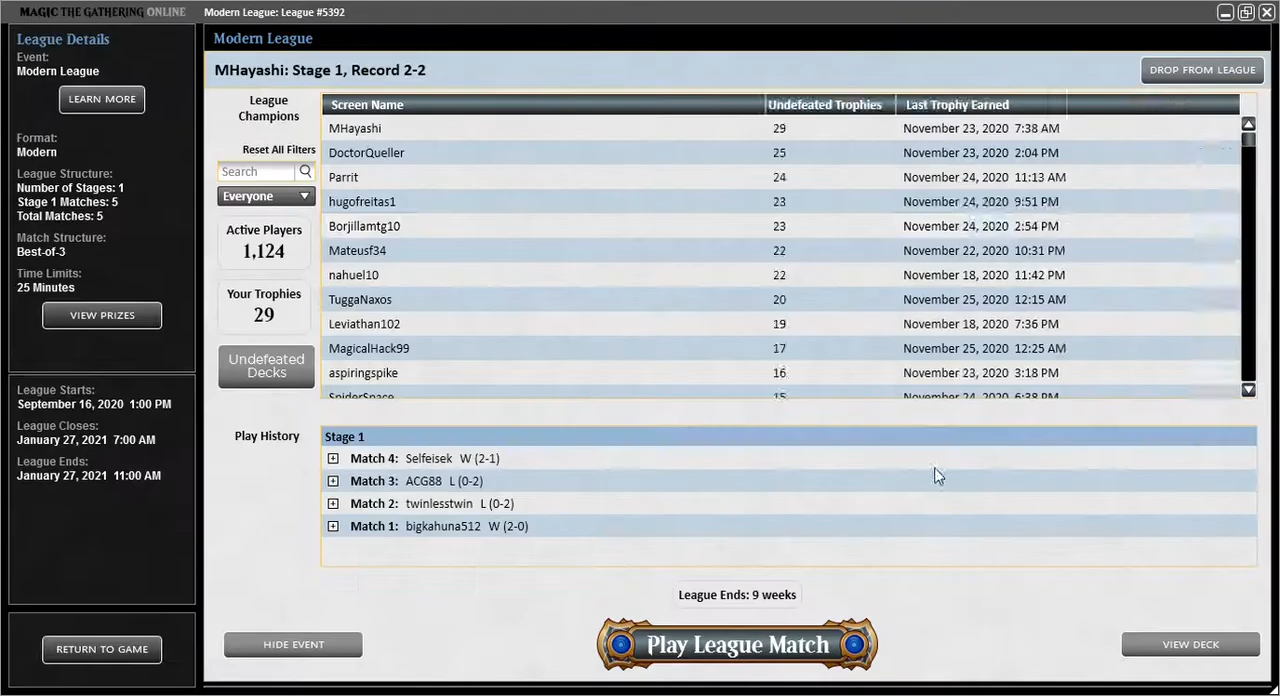 MAGIC THE GATHERING ONLINE
Modern League: League #5392
League Details
Event:
Modern League
LEARN MORE
Format:
Modern
League Structure:
Number of Stages: 1
Stage 1 Matches: 5
Total Matches: 5
Match Structure:
Best-of-3
Time Limits:
25 Minutes
VIEW PRIZES
League Starts:
September 16, 2020 1:00 PM
League Closes:
January 27, 2021 7:00 AM
League Ends:
January 27, 2021 11:00 AM
RETURN TO GAME
Modern League
MHayashi: Stage 1, Record 2-2
DROP FROM LEAGUE
League
Champions
Reset All Filters
Search
Everyone
Active Players
1,124
Your Trophies
29
Undefeated
Decks
Screen Name Undefeated Trophies Last Trophy Earned
MHayashi 29 November 23, 2020 7:38 AM
DoctorQueller 25 November 23, 2020 2:04 PM
Parrit 24 November 24, 2020 11:13 AM
hugofreitas1 23 November 24, 2020 9:51 PM
Borjillamtg10 23 November 24, 2020 2:54 PM
Mateusf34 22 November 22, 2020 10:31 PM
nahuel10 22 November 18, 2020 11:42 PM
TuggaNaxos 20 November 25, 2020 12:15 AM
Leviathan102 19 November 18, 2020 7:36 PM
MagicalHack99 17 November 25, 2020 12:25 AM
aspiringspike 16 November 23, 2020 3:18 PM
SpiderSpace 15 November 24, 2020 6:38 PM
Play History
Stage 1
Match 4: Selfeisek W (2-1)
Match 3: ACG88 L (0-2)
Match 2: twinlesstwin L (0-2)
Match 1: bigkahuna512 W (2-0)
League Ends: 9 weeks
HIDE EVENT
Play League Match
VIEW DECK